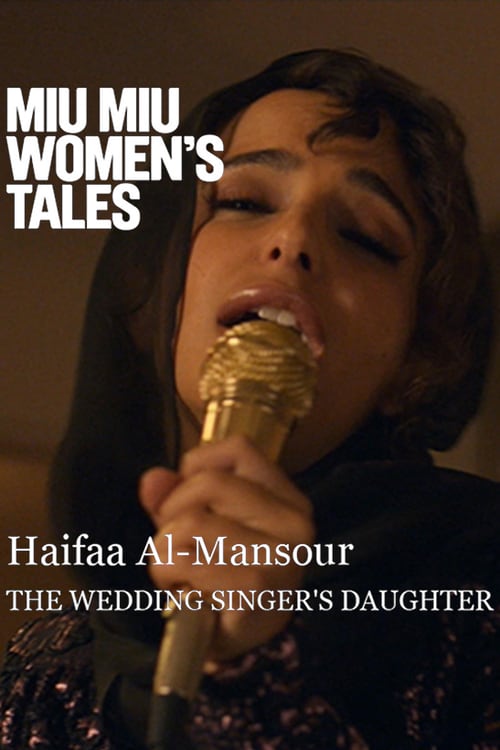 MIU MIU
WOMEN'S
TALES
Haifaa Al-Mansour
THE WEDDING SINGER'S DAUGHTER